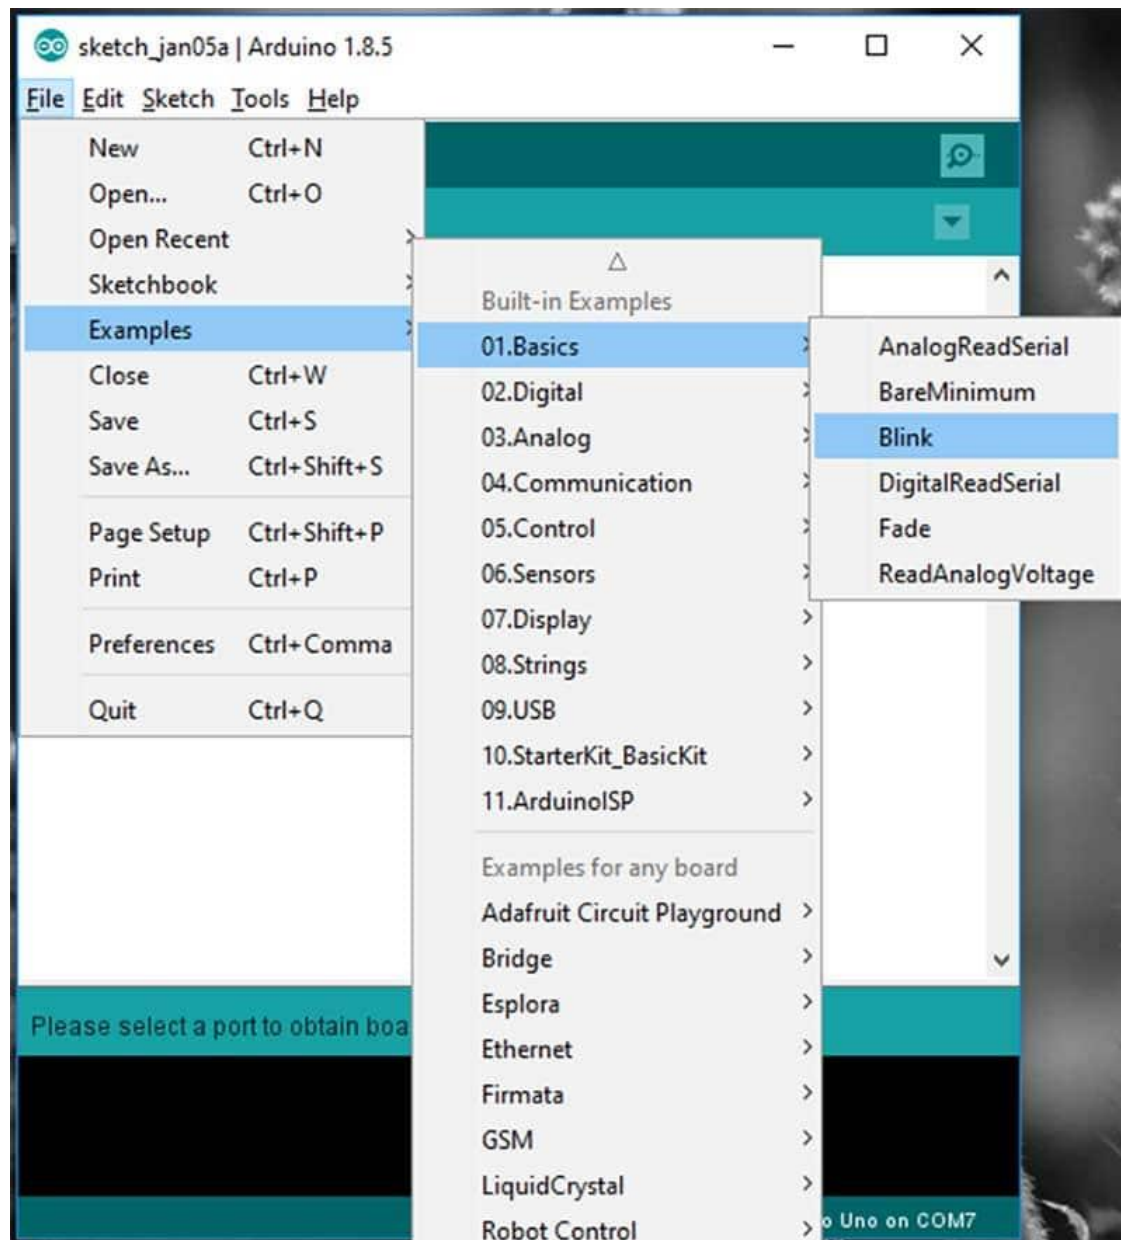 sketch_jan05a | Arduino 1.8.5
File Edit Sketch Tools Help
New Ctrl+N
Open... Ctrl+O
Open Recent
Sketchbook
Examples
Close Ctrl+W
Save Ctrl+S
Save As... Ctrl+Shift+S
Page Setup Ctrl+Shift+P
Print Ctrl+P
Preferences Ctrl+Comma
Quit Ctrl+Q
Built-in Examples
01.Basics
02.Digital
03.Analog
04.Communication
05.Control
06.Sensors
07.Display
08.Strings
09.USB
10.StarterKit_BasicKit
11.ArduinoISP
Examples for any board
Adafruit Circuit Playground
Bridge
Esplora
Ethernet
Firmata
GSM
LiquidCrystal
Robot Control
AnalogReadSerial
BareMinimum
Blink
DigitalReadSerial
Fade
ReadAnalogVoltage
Please select a port to obtain boa
o Uno on COM7